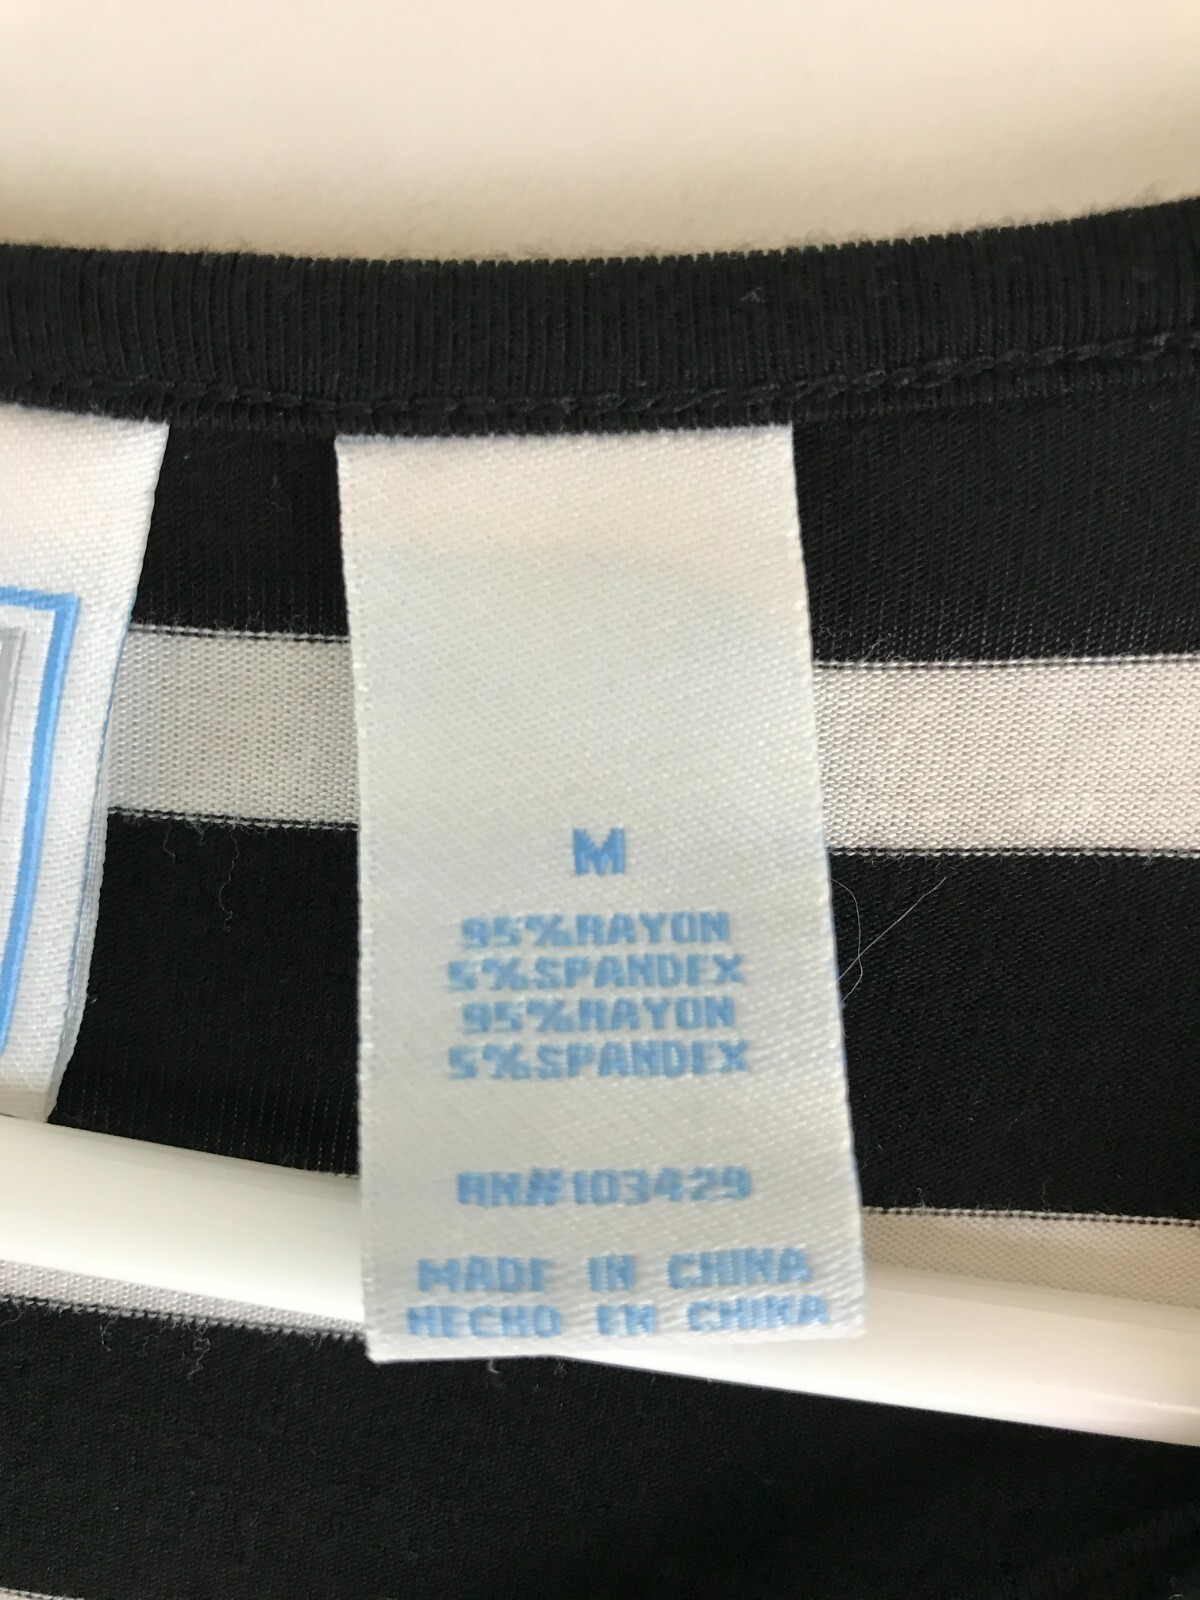 M
95%RAYON
5%SPANDEX
95%RAYON
5%SPANDEX
RN#103429
MADE IN CHINA
HECHO EN CHINA